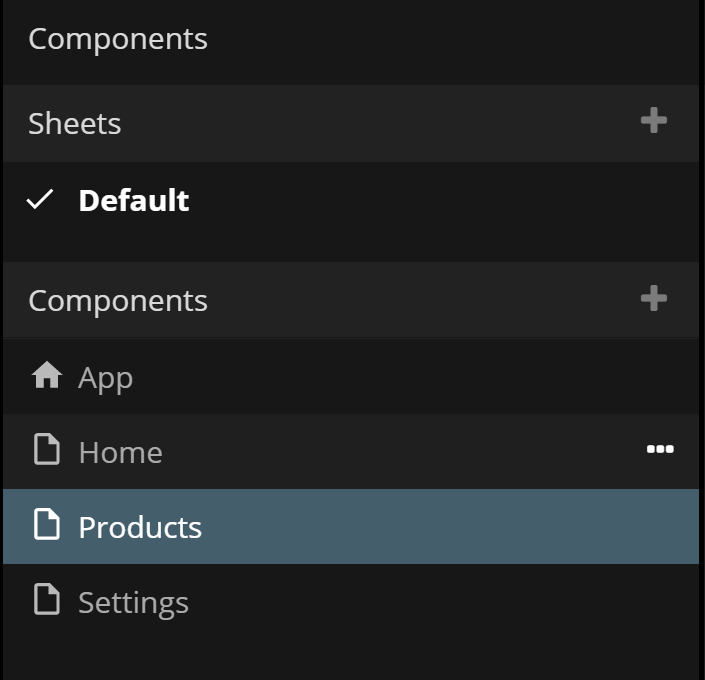 Components
Sheets
Default
Components
App
Home
Products
Settings